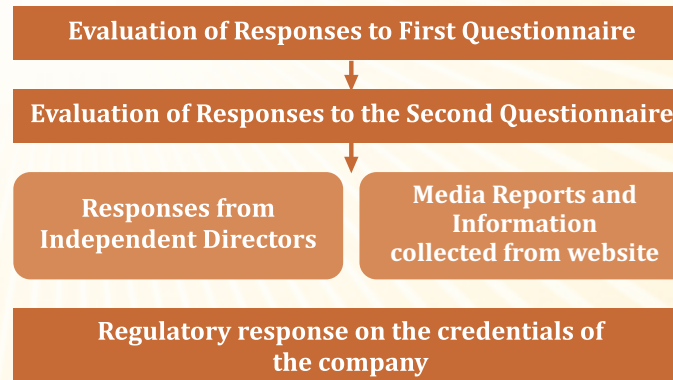 Evaluation of Responses to First Questionnaire
Evaluation of Responses to the Second Questionnaire
Responses from
Independent Directors
Media Reports and
Information
collected from website
Regulatory response on the credentials of
the company